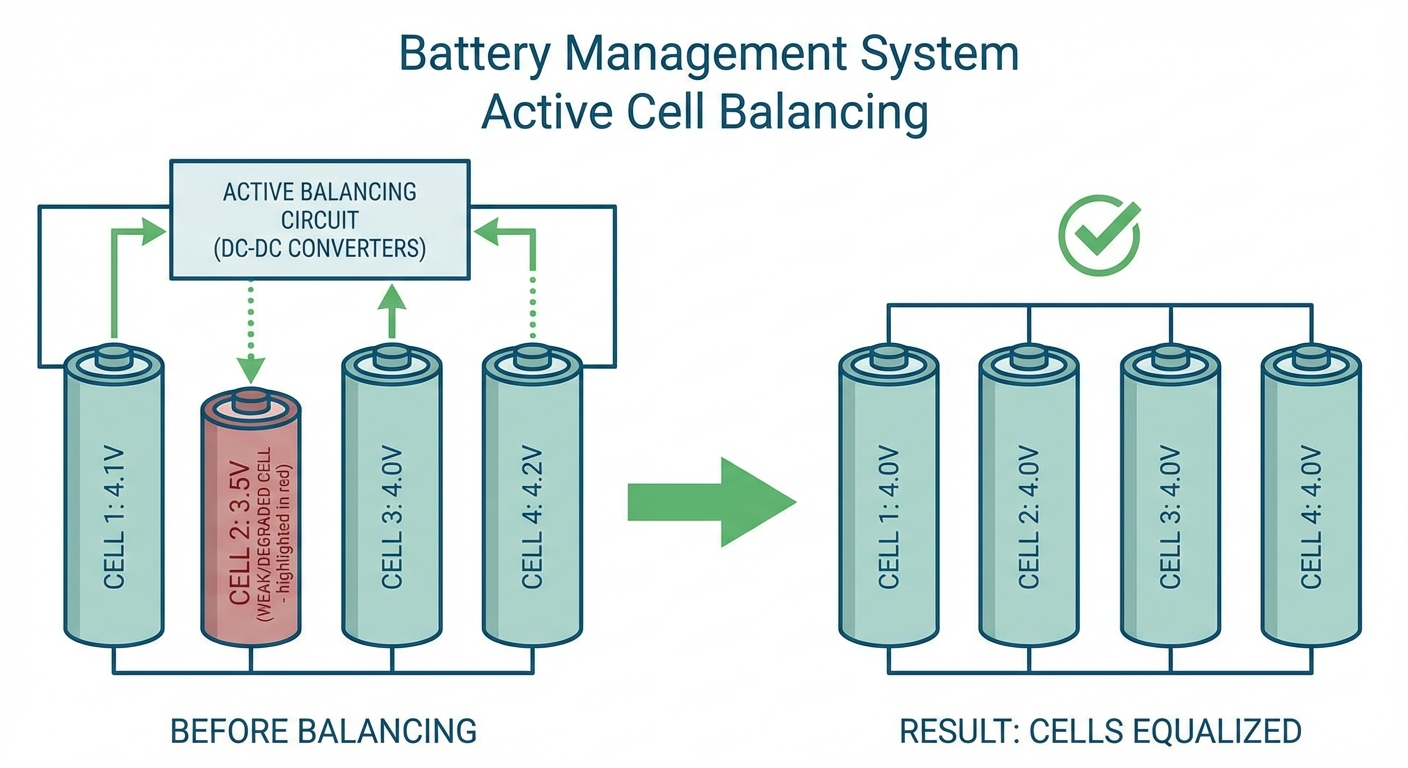 Battery Management System
Active Cell Balancing
ACTIVE BALANCING
CIRCUIT
(DC-DC CONVERTERS)
CELL 1: 4.1V
CELL 2: 3.5V
(WEAK/DEGRADED CELL
- highlighted in red)
CELL 3: 4.0V
CELL 4: 4.2V
CELL 1: 4.0V
CELL 2: 4.0V
CELL 3: 4.0V
CELL 4: 4.0V
BEFORE BALANCING
RESULT: CELLS EQUALIZED